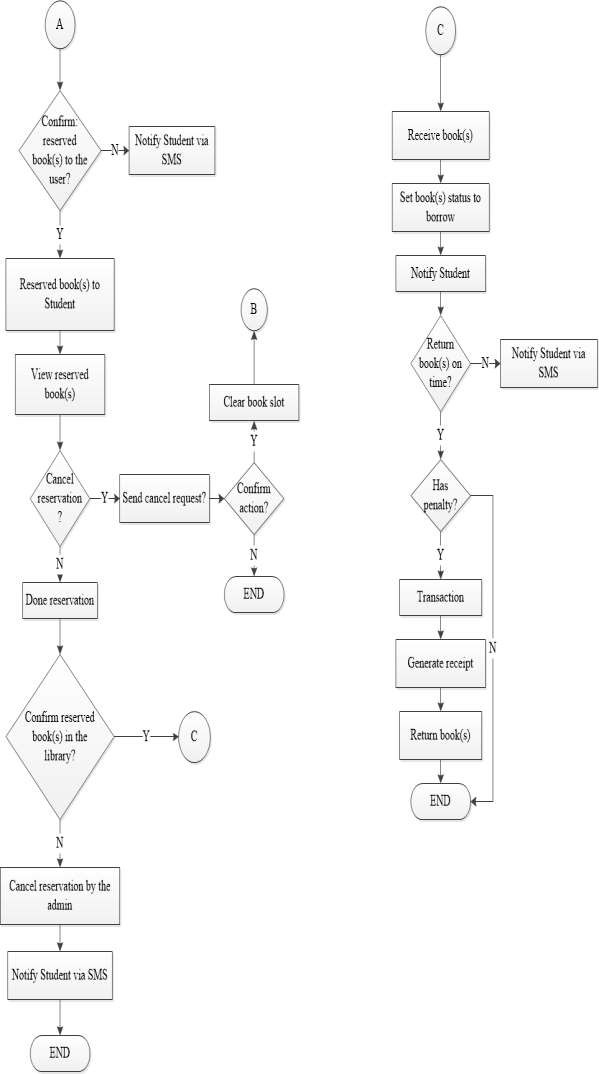 A
Confirm:
reserved
book(s) to the
user?
N
Notify Student via
SMS
Y
Reserved book(s) to
Student
View reserved
book(s)
Cancel
reservation
?
Y
Send cancel request?
Confirm
action?
Y
Clear book slot
B
N
END
N
Done reservation
Confirm reserved
book(s) in the
library?
Y
C
N
Cancel reservation by the
admin
Notify Student via SMS
END
C
Receive book(s)
Set book(s) status to
borrow
Notify Student
Return
book(s) on
time?
N
Notify Student via
SMS
Y
Has
penalty?
Y
N
Transaction
Generate receipt
Return book(s)
END